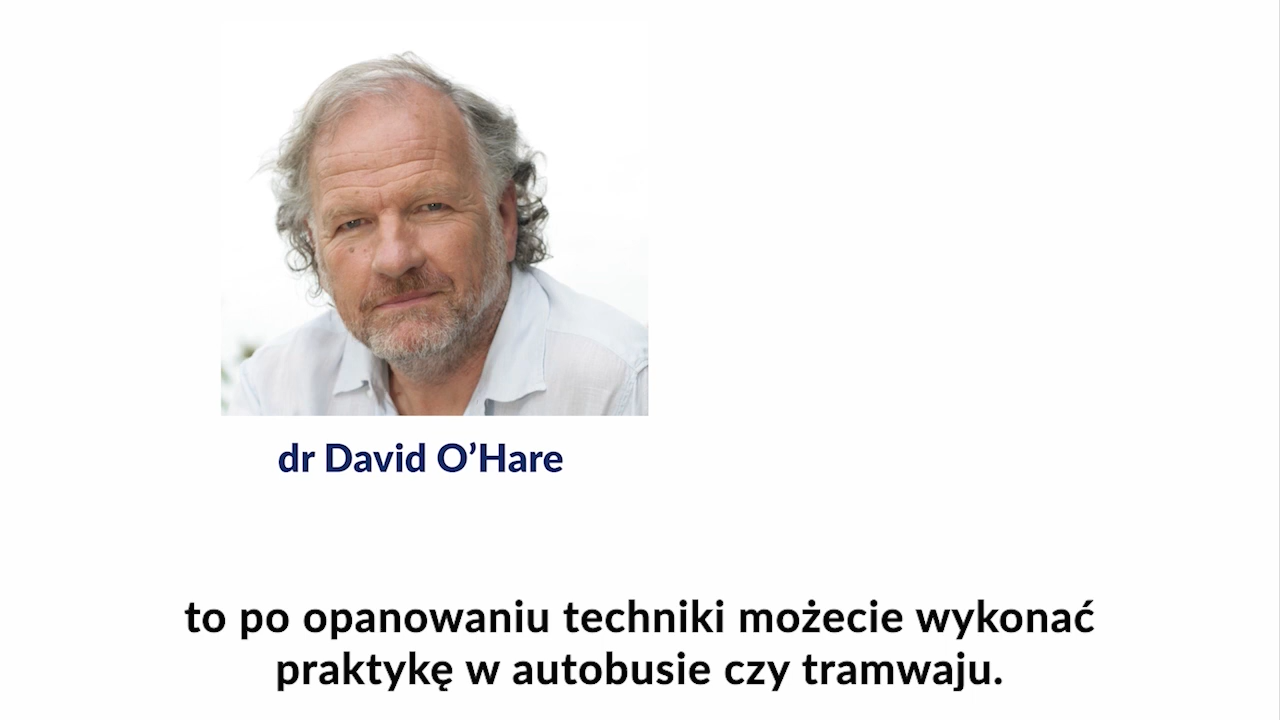 dr David O’Hare
to po opanowaniu techniki możecie wykonać
praktykę w autobusie czy tramwaju.